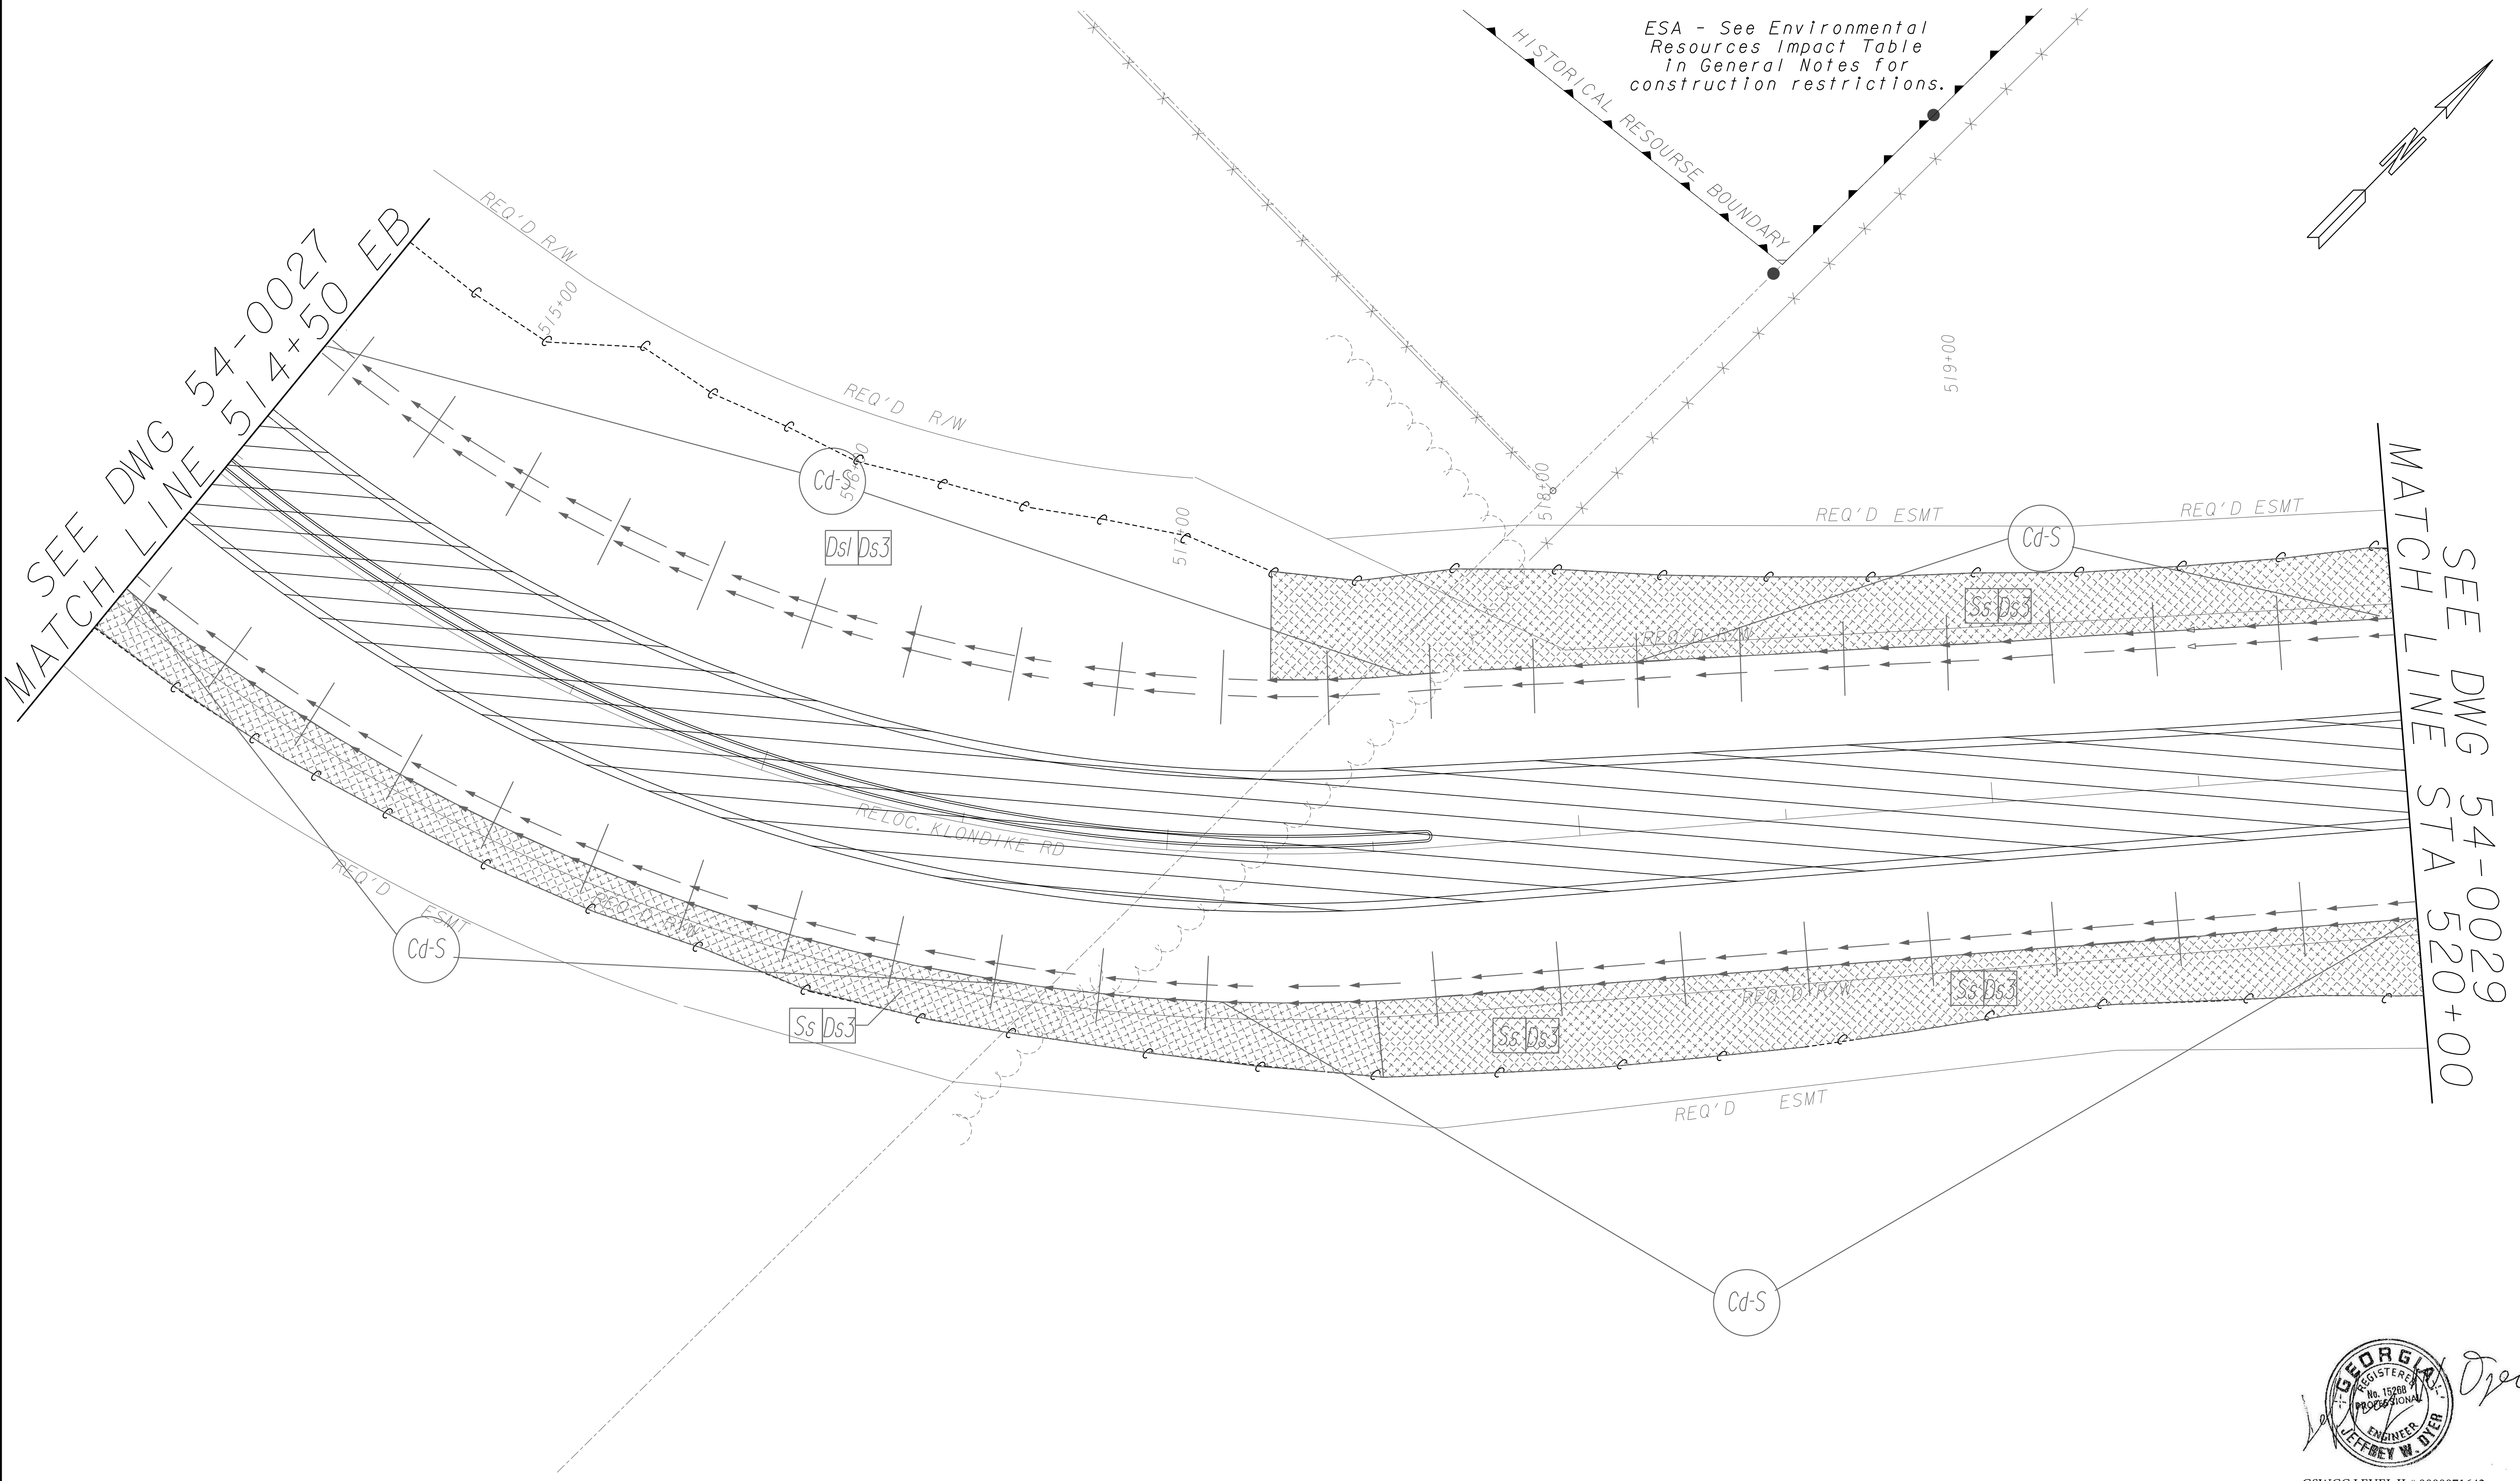 ESA - See Environmental
Resources Impact Table
in General Notes for
construction restrictions.
HISTORICAL RESOURSE BOUNDARY
N
SEE DWG 54-0027
MATCH LINE 514+50 EB
REQ'D R/W
515+00
REQ'D R/W
516+00
Cd-S
Ds1 Ds3
517+00
518+00
519+00
REQ'D ESMT
REQ'D ESMT
Cd-S
Ss Ds3
REQ'D R/W
SEE DWG 54-0029
MATCH LINE STA 520+00
RELOC. KLONDIKE RD
REQ'D ESMT
REQ'D R/W
Cd-S
Ss Ds3
Ss Ds3
Ss Ds3
REQ'D R/W
REQ'D ESMT
Cd-S
GEORGIA
REGISTERED
No. 15268
PROFESSIONAL
ENGINEER
JEFFREY W. DYER